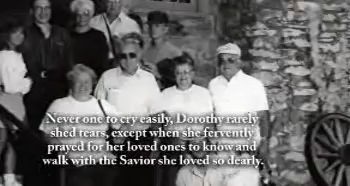 Never one to cry easily, Dorothy rarely
shed tears, except when she fervently
prayed for her loved ones to know and
walk with the Savior she loved so dearly.